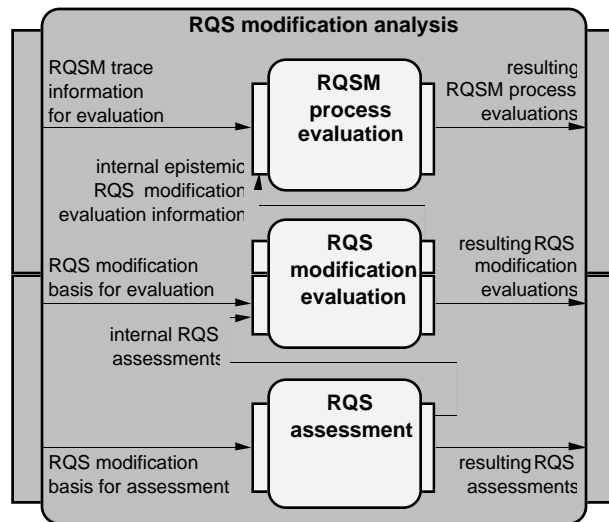 RQS modification analysis
RQSM trace
information
for evaluation
RQSM
process
evaluation
resulting
RQSM process
evaluations
internal epistemic
RQS modification
evaluation information
RQS modification
basis for evaluation
RQS
modification
evaluation
resulting RQS
modification
evaluations
internal RQS
assessments
RQS
assessment
RQS modification
basis for assessment
resulting RQS
assessments